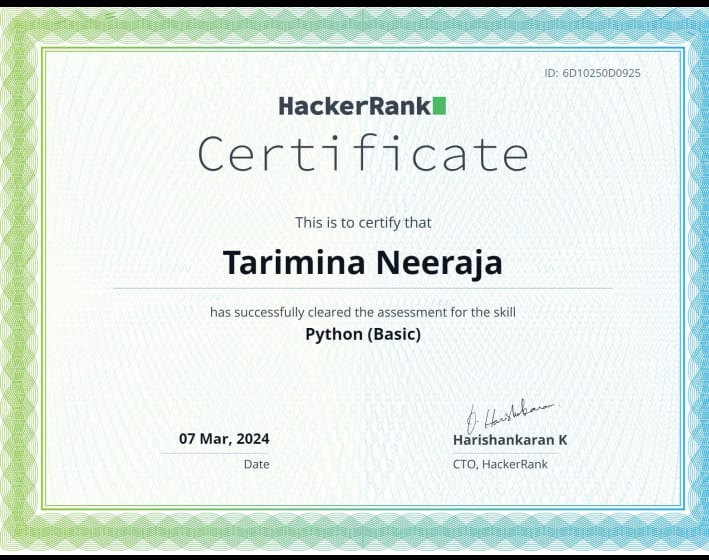 ID: 6D10250D0925
HackerRank
Certificate
This is to certify that
Tarimina Neeraja
has successfully cleared the assessment for the skill
Python (Basic)
D. Harishankaran
07 Mar, 2024
Harishankaran K
Date
CTO, HackerRank